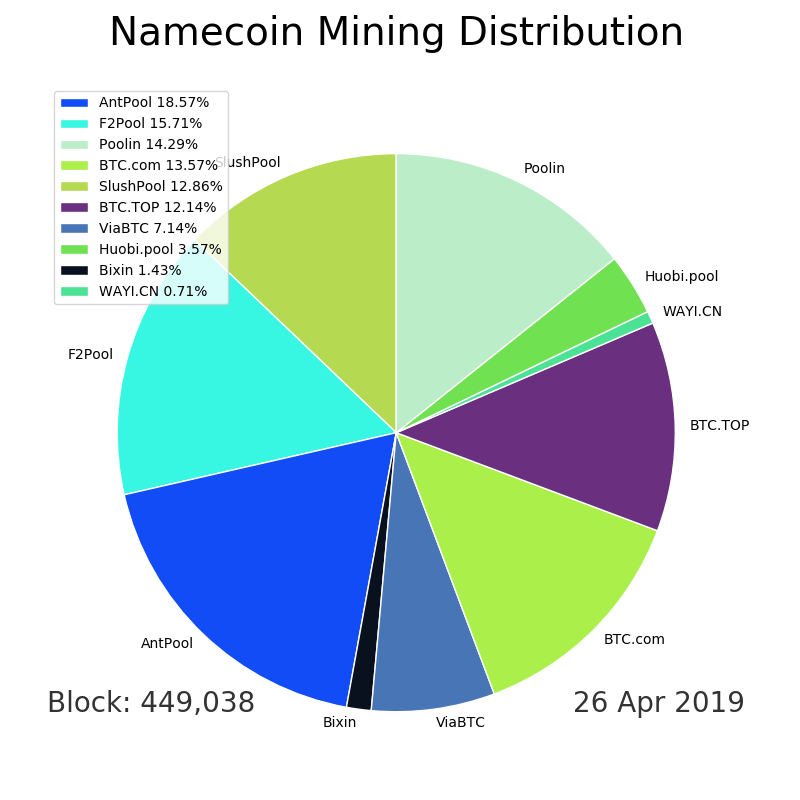 Namecoin Mining Distribution
AntPool 18.57%
F2Pool 15.71%
Poolin 14.29%
BTC.com 13.57%
SlushPool 12.86%
BTC.TOP 12.14%
ViaBTC 7.14%
Huobi.pool 3.57%
Bixin 1.43%
WAYI.CN 0.71%
SlushPool
Poolin
Huobi.pool
WAYI.CN
F2Pool
BTC.TOP
AntPool
BTC.com
Bixin
ViaBTC
Block: 449,038
26 Apr 2019